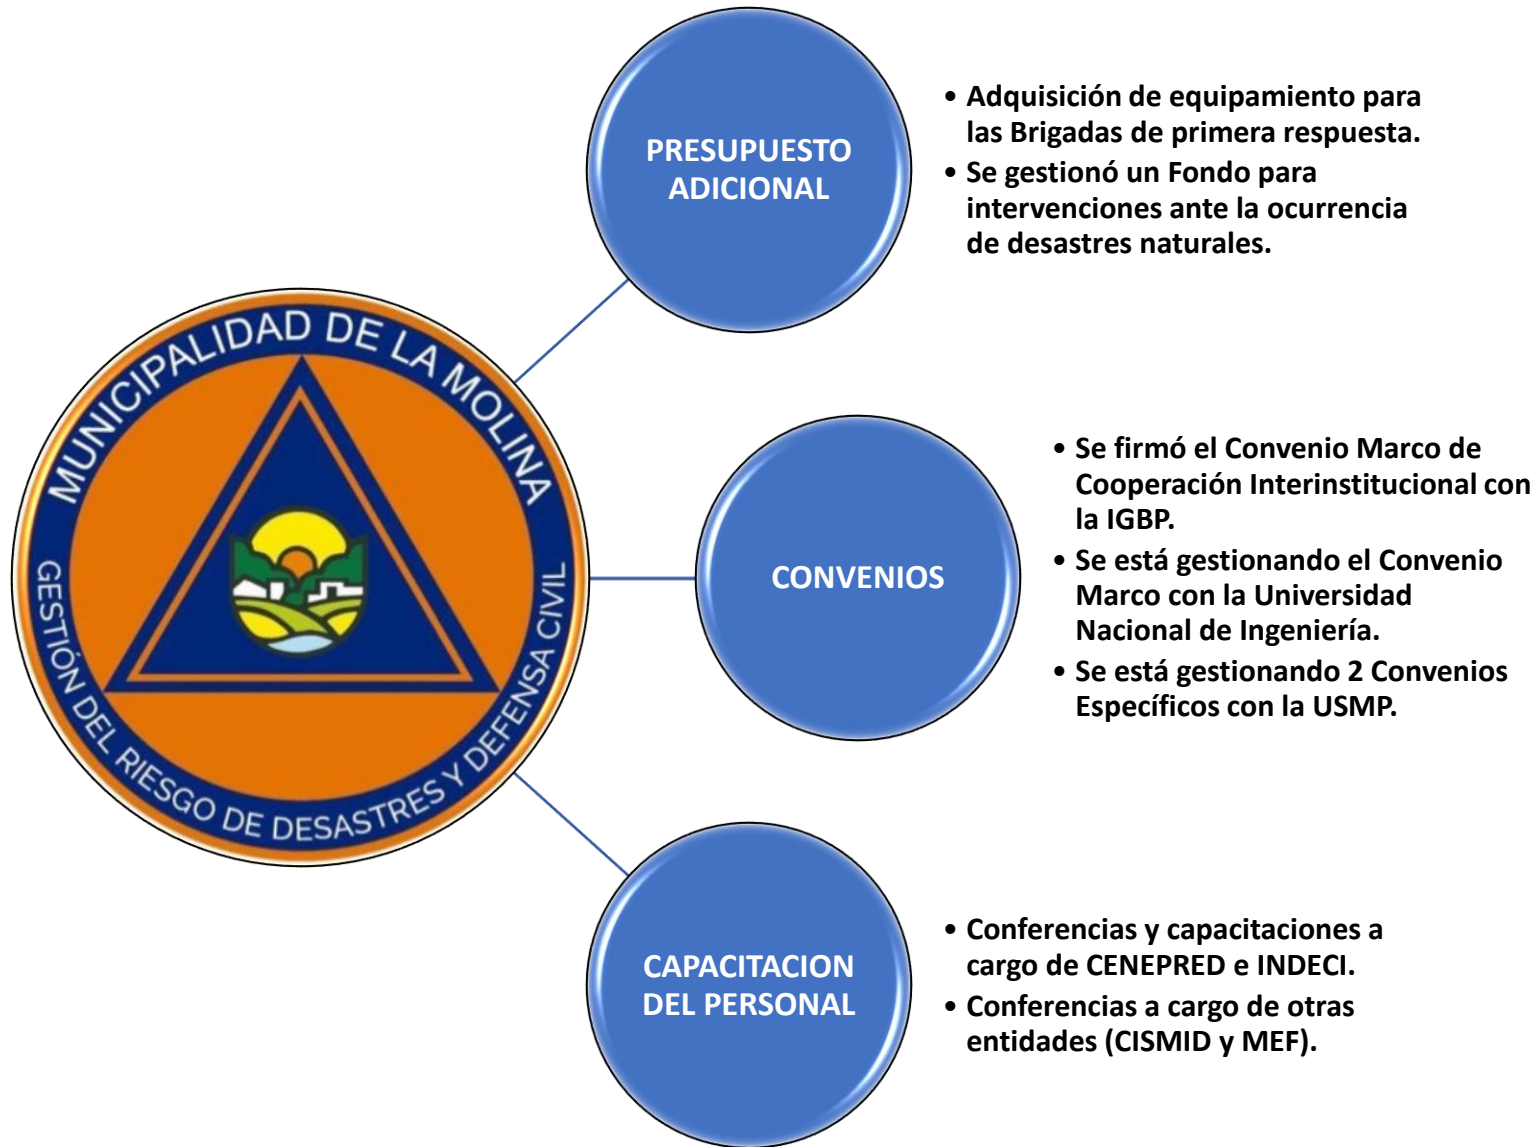 MUNICIPALIDAD DE LA MOLINA
GESTIÓN DEL RIESGO DE DESASTRES Y DEFENSA CIVIL
PRESUPUESTO
ADICIONAL
• Adquisición de equipamiento para
las Brigadas de primera respuesta.
• Se gestionó un Fondo para
intervenciones ante la ocurrencia
de desastres naturales.
CONVENIOS
• Se firmó el Convenio Marco de
Cooperación Interinstitucional con
la IGBP.
• Se está gestionando el Convenio
Marco con la Universidad
Nacional de Ingeniería.
• Se está gestionando 2 Convenios
Específicos con la USMP.
CAPACITACION
DEL PERSONAL
• Conferencias y capacitaciones a
cargo de CENEPRED e INDECI.
• Conferencias a cargo de otras
entidades (CISMID y MEF).